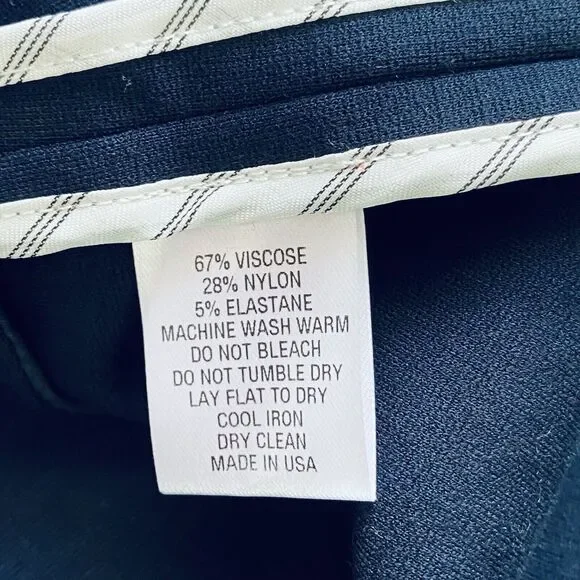 67% VISCOSE
28% NYLON
5% ELASTANE
MACHINE WASH WARM
DO NOT BLEACH
DO NOT TUMBLE DRY
LAY FLAT TO DRY
COOL IRON
DRY CLEAN
MADE IN USA